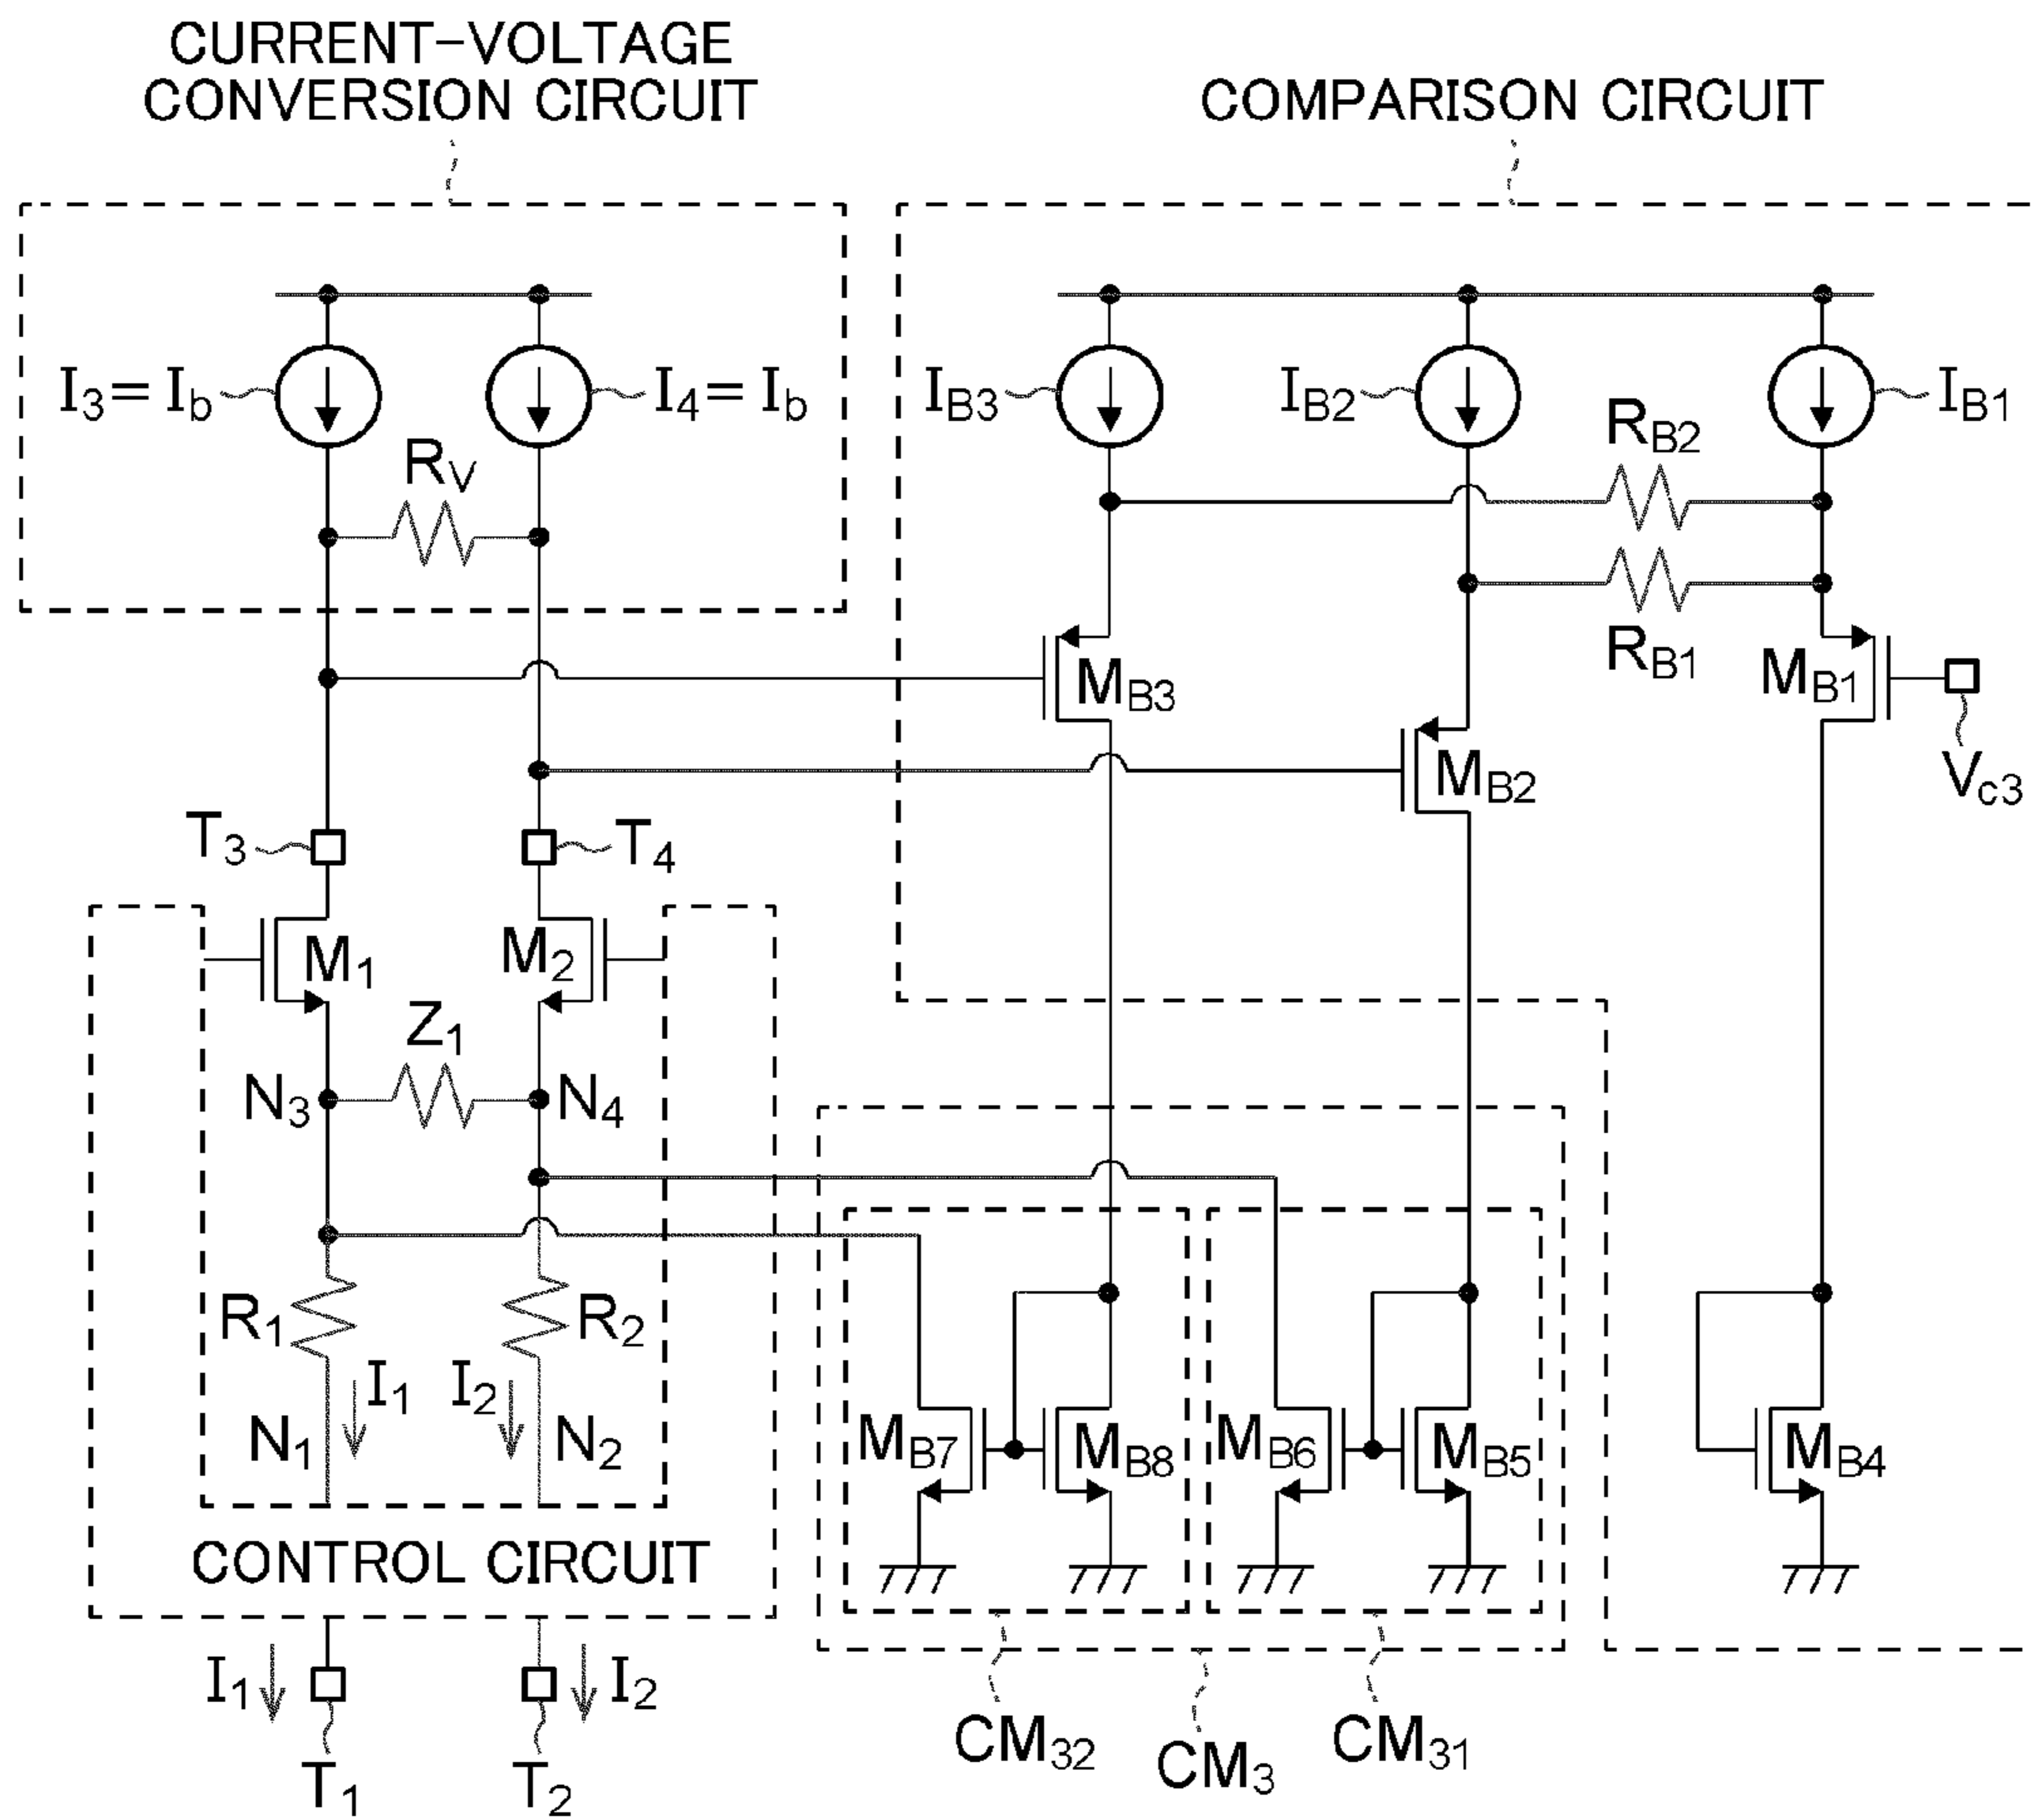 CURRENT-VOLTAGE
CONVERSION CIRCUIT
COMPARISON CIRCUIT
I3 = Ib
I4 = Ib
RV
IB3
IB2
IB1
RB2
RB1
MB3
MB2
MB1
Vc3
T3
T4
M1
M2
Z1
N3
N4
R1
R2
I1
I2
N1
N2
MB7
MB8
MB6
MB5
MB4
CONTROL CIRCUIT
I1
I2
T1
T2
CM32
CM3
CM31